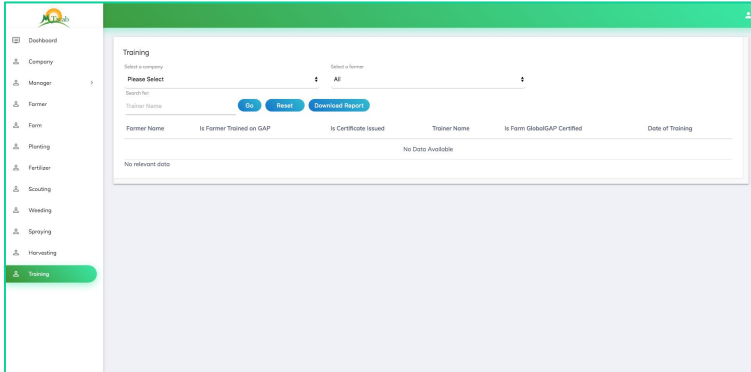 MTrab
Dashboard
Company
Manager
Farmer
Farm
Planting
Fertilizer
Scouting
Weeding
Spraying
Harvesting
Training
Training
Select a company
Select a farmer
Please Select
All
Search for:
Trainer Name
Go
Reset
Download Report
Farmer Name Is Farmer Trained on GAP Is Certificate Issued Trainer Name Is Farm GlobalGAP Certified Date of Training
No Data Available
No relevant data